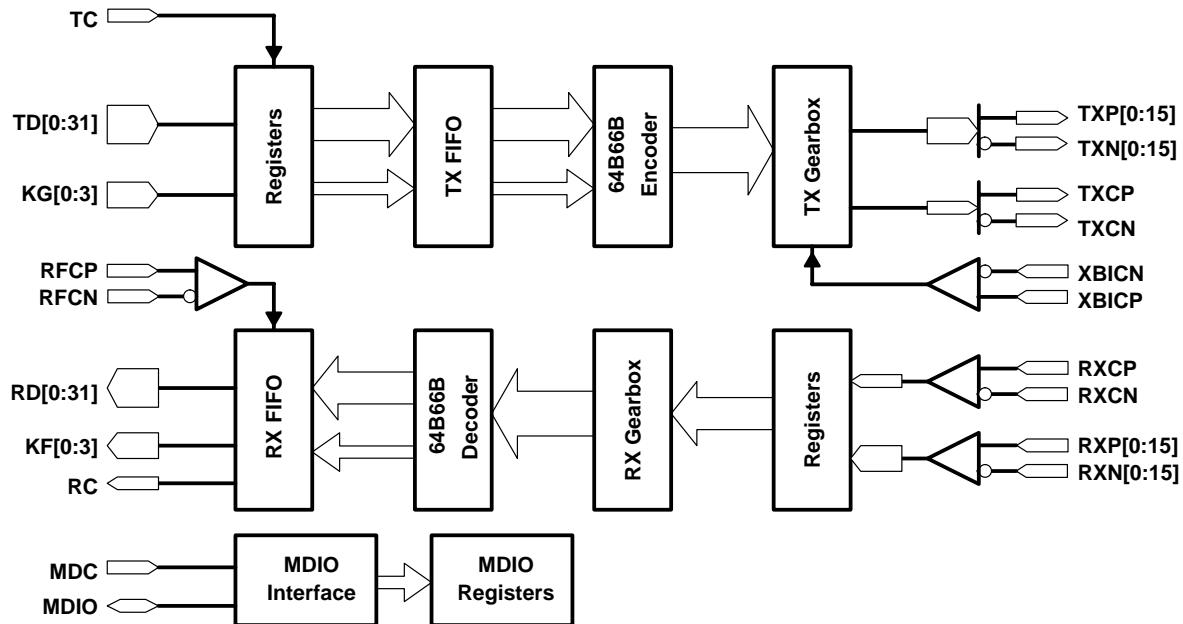 TC
TD[0:31]
KG[0:3]
Registers
TX FIFO
64B66B
Encoder
TX Gearbox
TXP[0:15]
TXN[0:15]
TXCP
TXCN
XBICN
XBICP
RFCP
RFCN
RD[0:31]
KF[0:3]
RC
RX FIFO
64B66B
Decoder
RX Gearbox
Registers
RXCP
RXCN
RXP[0:15]
RXN[0:15]
MDC
MDIO
MDIO
Interface
MDIO
Registers